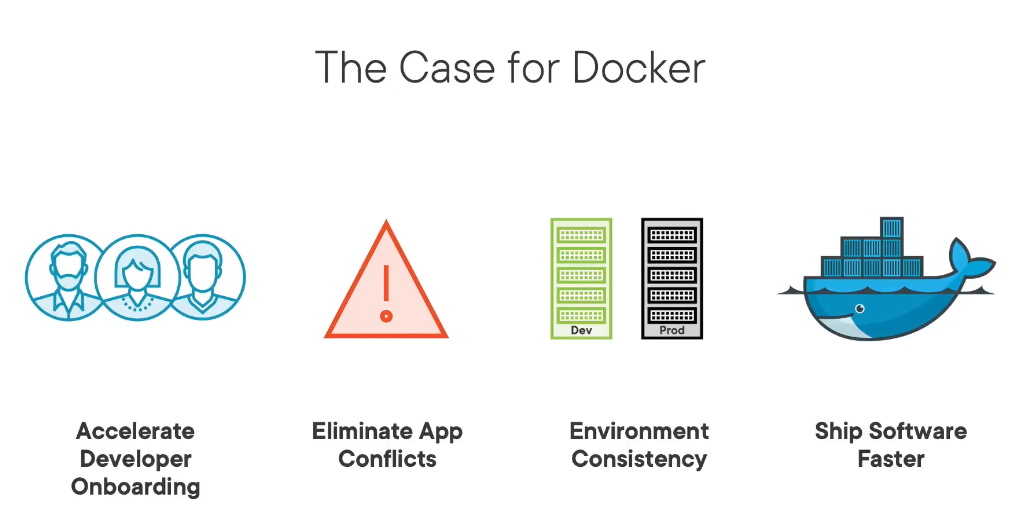 The Case for Docker
Dev
Prod
Accelerate
Developer
Onboarding
Eliminate App
Conflicts
Environment
Consistency
Ship Software
Faster